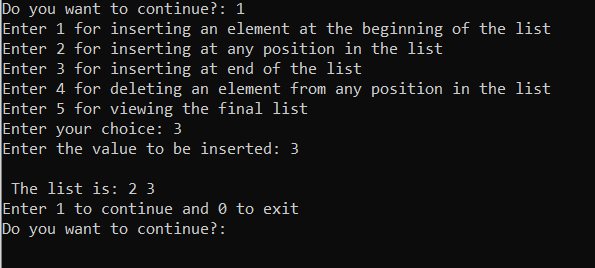 Do you want to continue?: 1
Enter 1 for inserting an element at the beginning of the list
Enter 2 for inserting at any position in the list
Enter 3 for inserting at end of the list
Enter 4 for deleting an element from any position in the list
Enter 5 for viewing the final list
Enter your choice: 3
Enter the value to be inserted: 3

 The list is: 2 3
Enter 1 to continue and 0 to exit
Do you want to continue?: